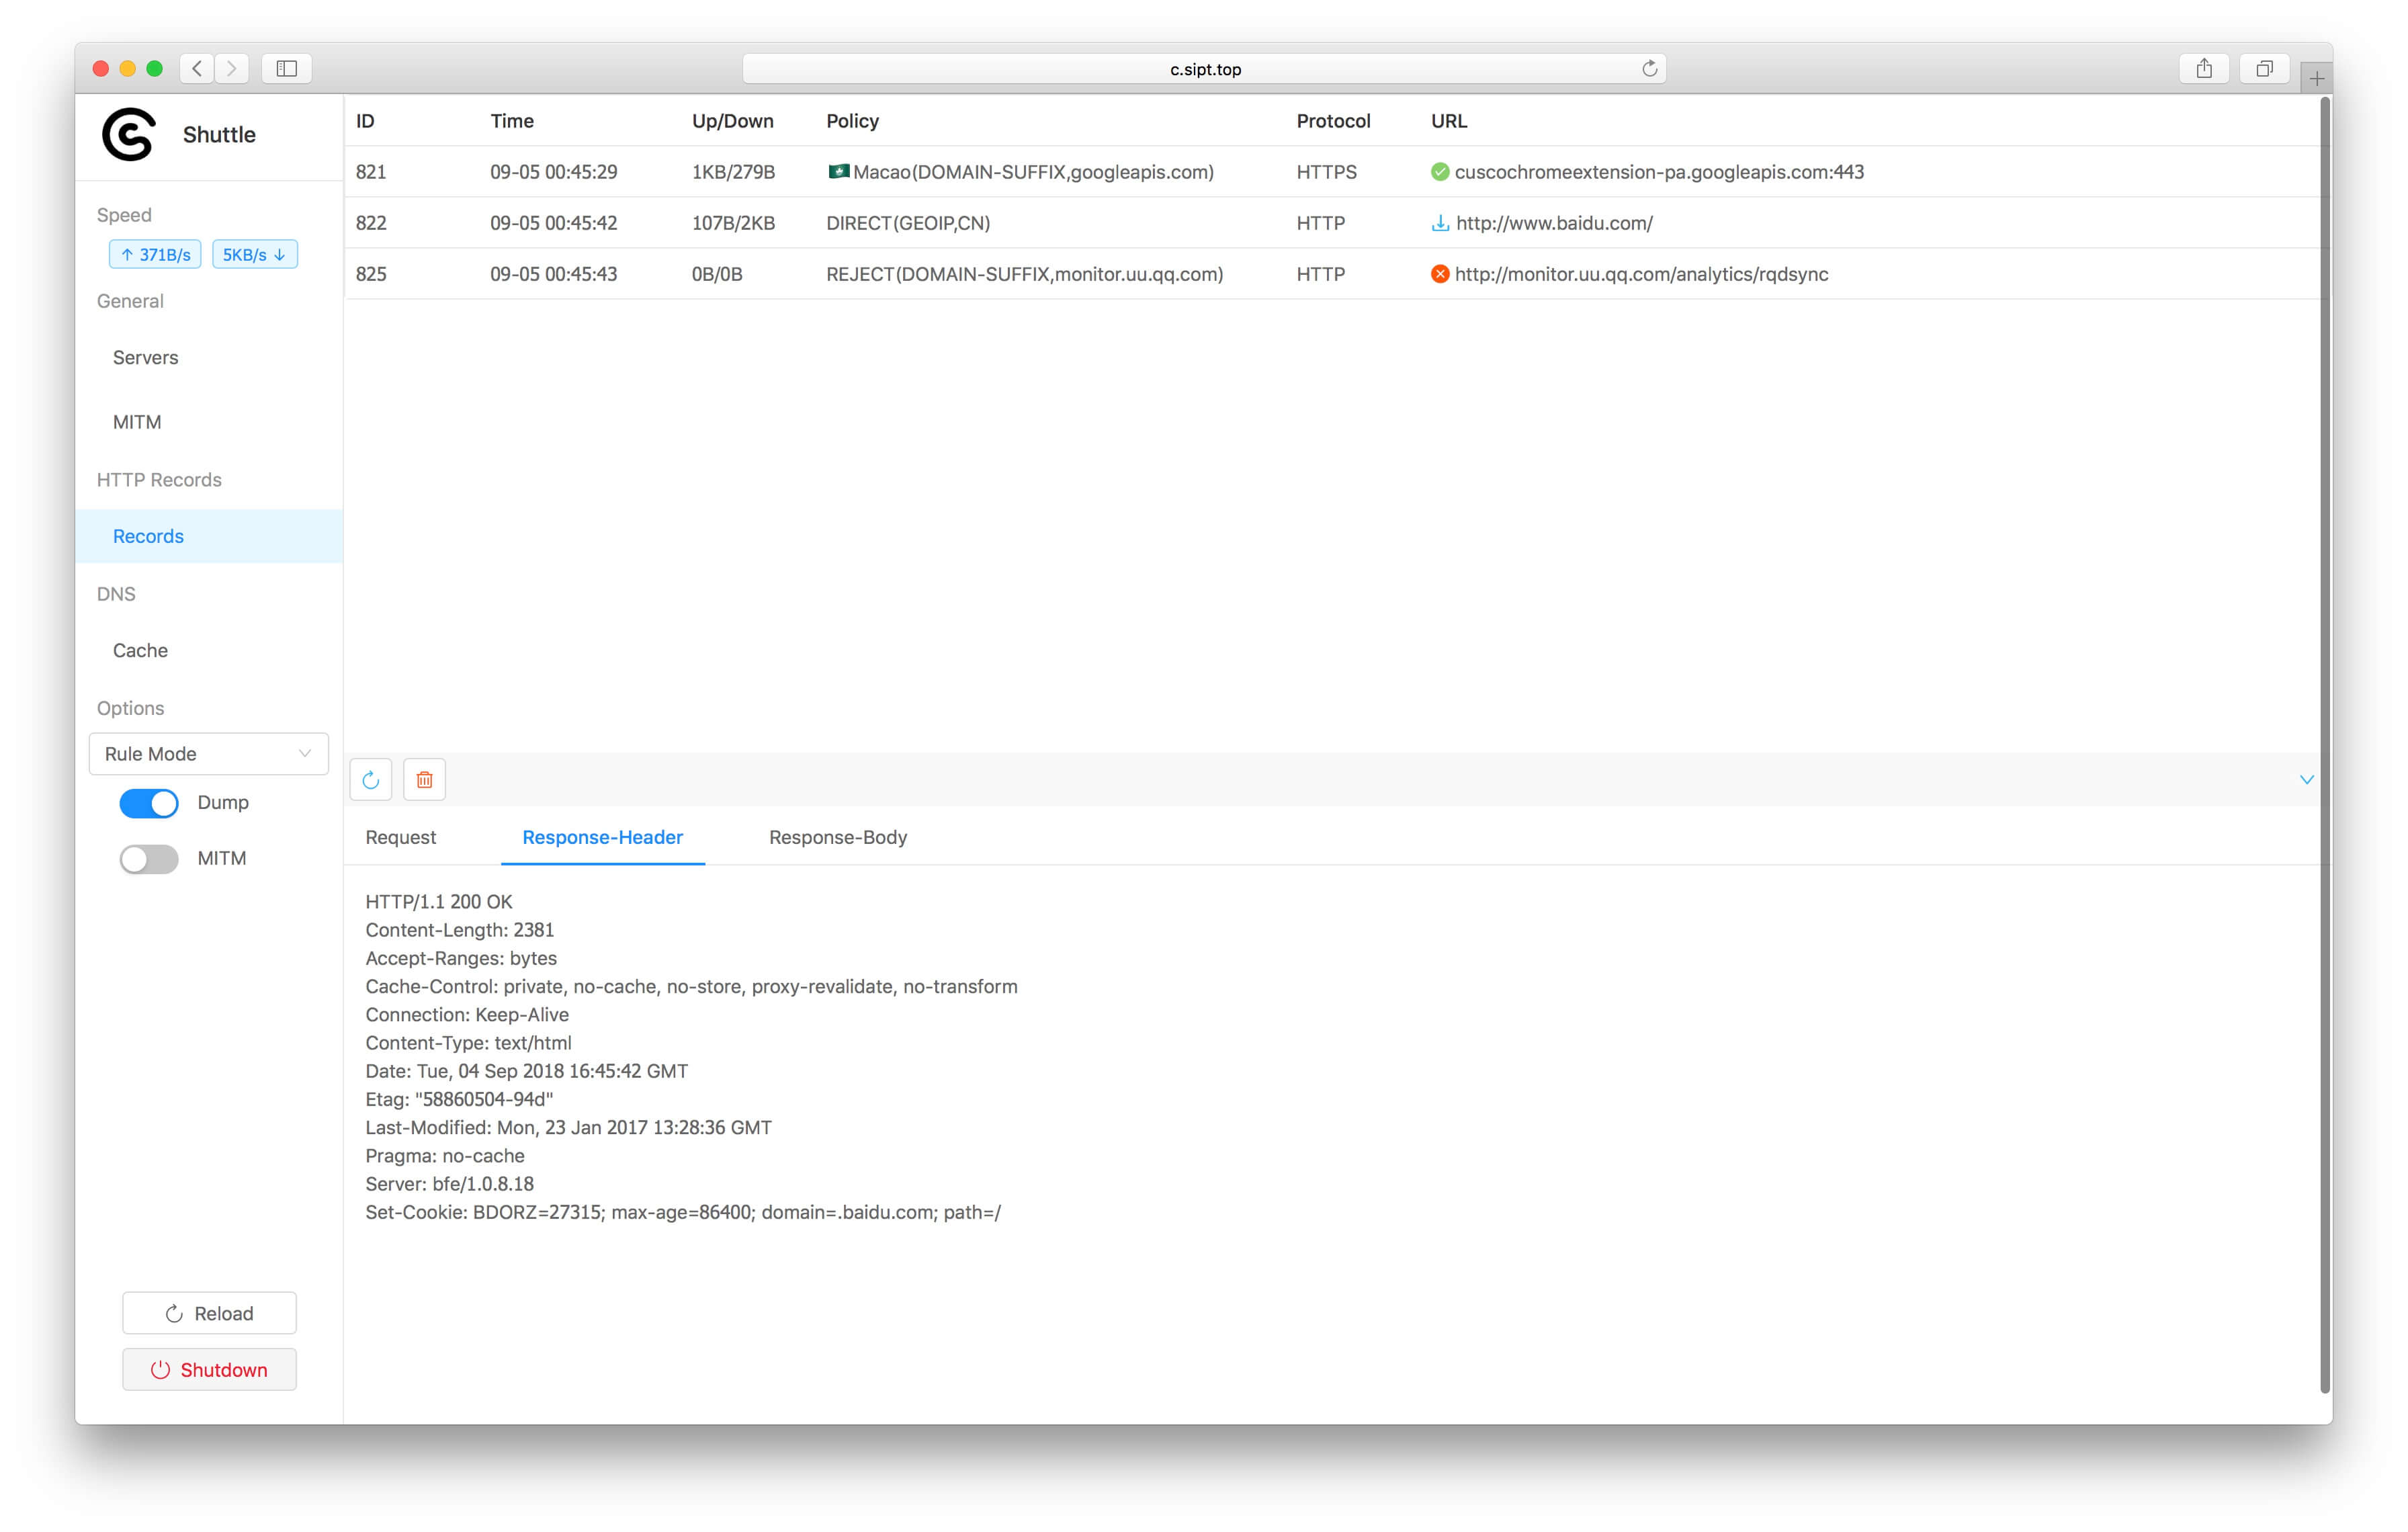 c.sipt.top
Shuttle
Speed
↑ 371B/s 5KB/s ↓
General
Servers
MITM
HTTP Records
Records
DNS
Cache
Options
Rule Mode
Dump
MITM
Reload
Shutdown
ID Time Up/Down Policy Protocol URL
821 09-05 00:45:29 1KB/279B 🇲🇴Macao(DOMAIN-SUFFIX,googleapis.com) HTTPS cuscochromeextension-pa.googleapis.com:443
822 09-05 00:45:42 107B/2KB DIRECT(GEOIP,CN) HTTP http://www.baidu.com/
825 09-05 00:45:43 0B/0B REJECT(DOMAIN-SUFFIX,monitor.uu.qq.com) HTTP http://monitor.uu.qq.com/analytics/rqdsync
Request Response-Header Response-Body
HTTP/1.1 200 OK
Content-Length: 2381
Accept-Ranges: bytes
Cache-Control: private, no-cache, no-store, proxy-revalidate, no-transform
Connection: Keep-Alive
Content-Type: text/html
Date: Tue, 04 Sep 2018 16:45:42 GMT
Etag: "58860504-94d"
Last-Modified: Mon, 23 Jan 2017 13:28:36 GMT
Pragma: no-cache
Server: bfe/1.0.8.18
Set-Cookie: BDORZ=27315; max-age=86400; domain=.baidu.com; path=/